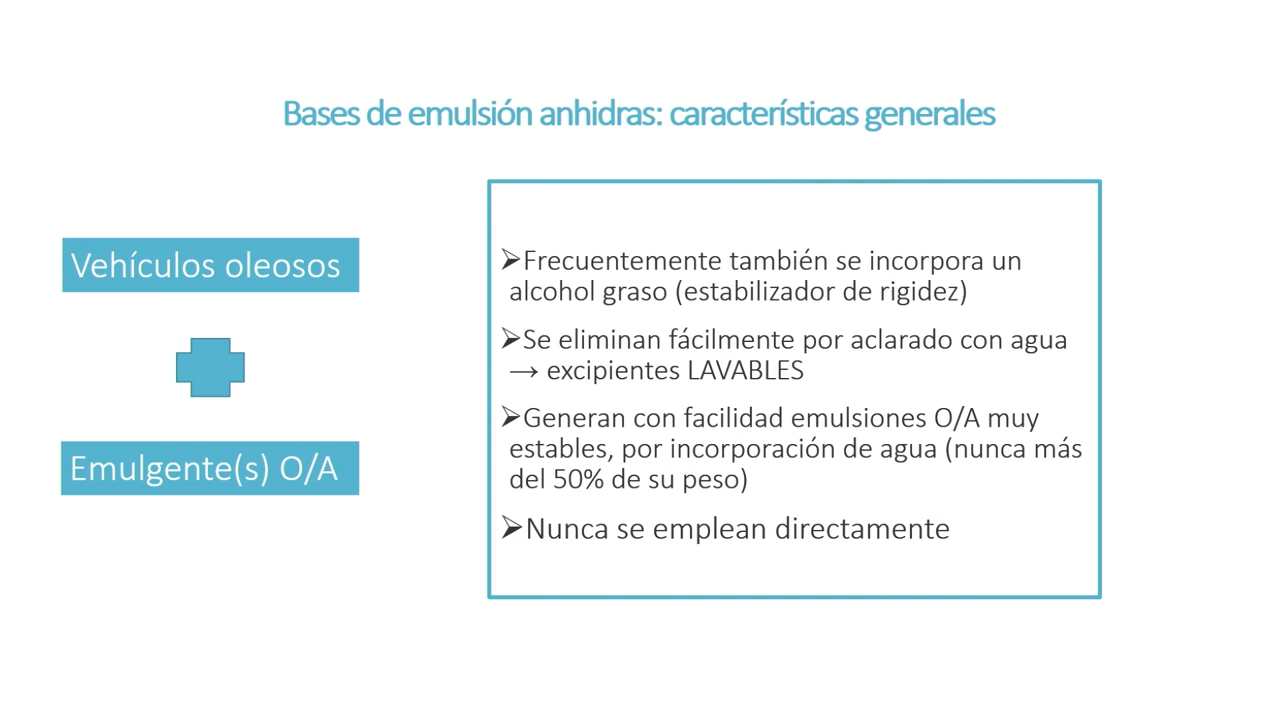 Bases de emulsión anhidras: características generales
Vehículos oleosos
Emulgente(s) O/A
➢Frecuentemente también se incorpora un
alcohol graso (estabilizador de rigidez)
➢Se eliminan fácilmente por aclarado con agua
→ excipientes LAVABLES
➢Generan con facilidad emulsiones O/A muy
estables, por incorporación de agua (nunca más
del 50% de su peso)
➢Nunca se emplean directamente